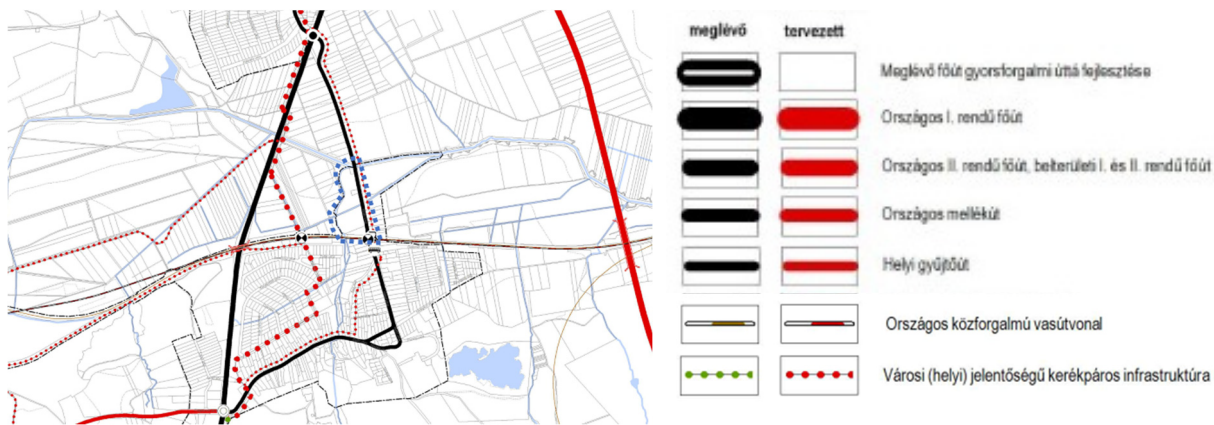 meglévő tervezett
Meglévő főút gyorsforgalmi úttá fejlesztése
Országos I. rendű főút
Országos II. rendű főút, belterületi I. és II. rendű főút
Országos mellékút
Helyi gyűjtőút
Országos közforgalmú vasútvonal
Városi (helyi) jelentőségű kerékpáros infrastruktúra